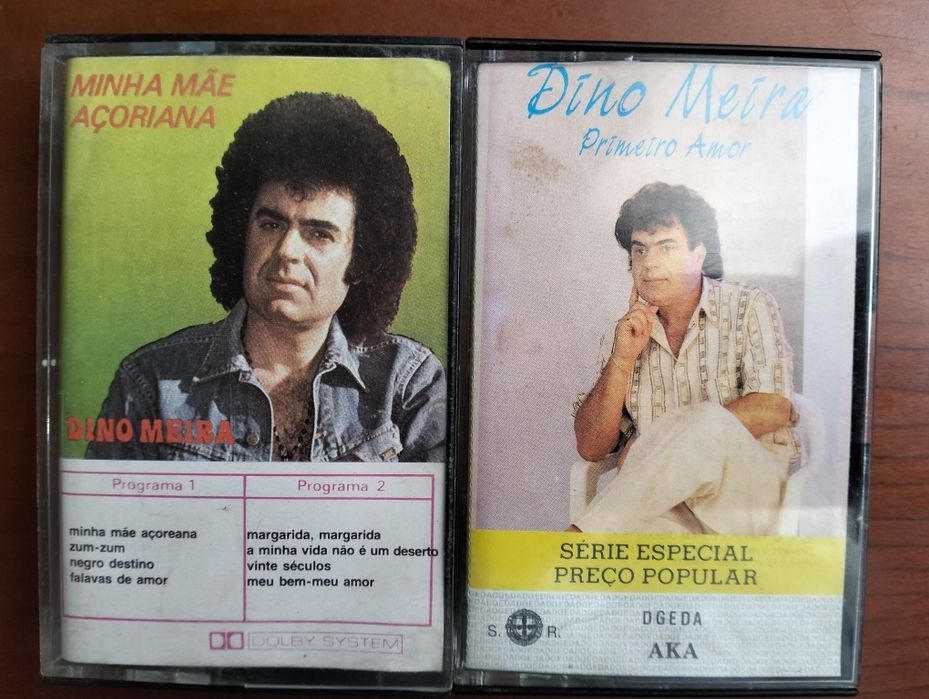 MINHA MÃE
AÇORIANA
DINO MEIRA
Programa 1
minha mãe açoreana
zum-zum
negro destino
falavas de amor
Programa 2
margarida, margarida
a minha vida não é um deserto
vinte séculos
meu bem-meu amor
DOLBY SYSTEM
Dino Meira
Primeiro Amor
SÉRIE ESPECIAL
PREÇO POPULAR
S. R.
DGEDA
AKA